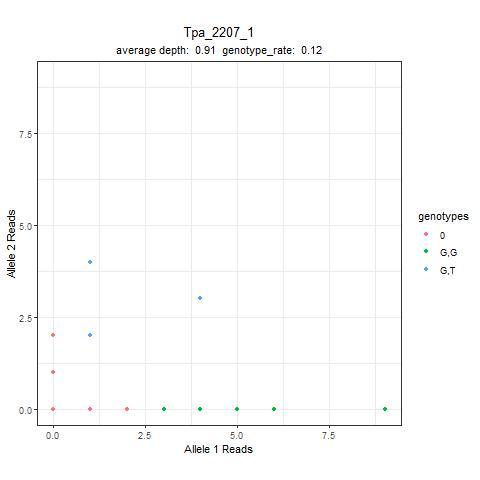 Tpa_2207_1
average depth: 0.91 genotype_rate: 0.12
Allele 2 Reads
7.5
5.0
2.5
0.0
0.0 2.5 5.0 7.5
Allele 1 Reads
genotypes
0
G,G
G,T